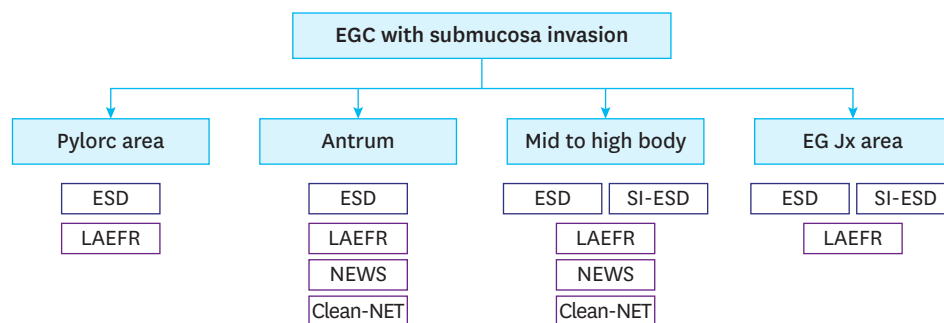 EGC with submucosa invasion
Pylorc area
Antrum
Mid to high body
EG Jx area
ESD
ESD
ESD
SI-ESD
ESD
SI-ESD
LAEFR
LAEFR
LAEFR
LAEFR
NEWS
NEWS
Clean-NET
Clean-NET